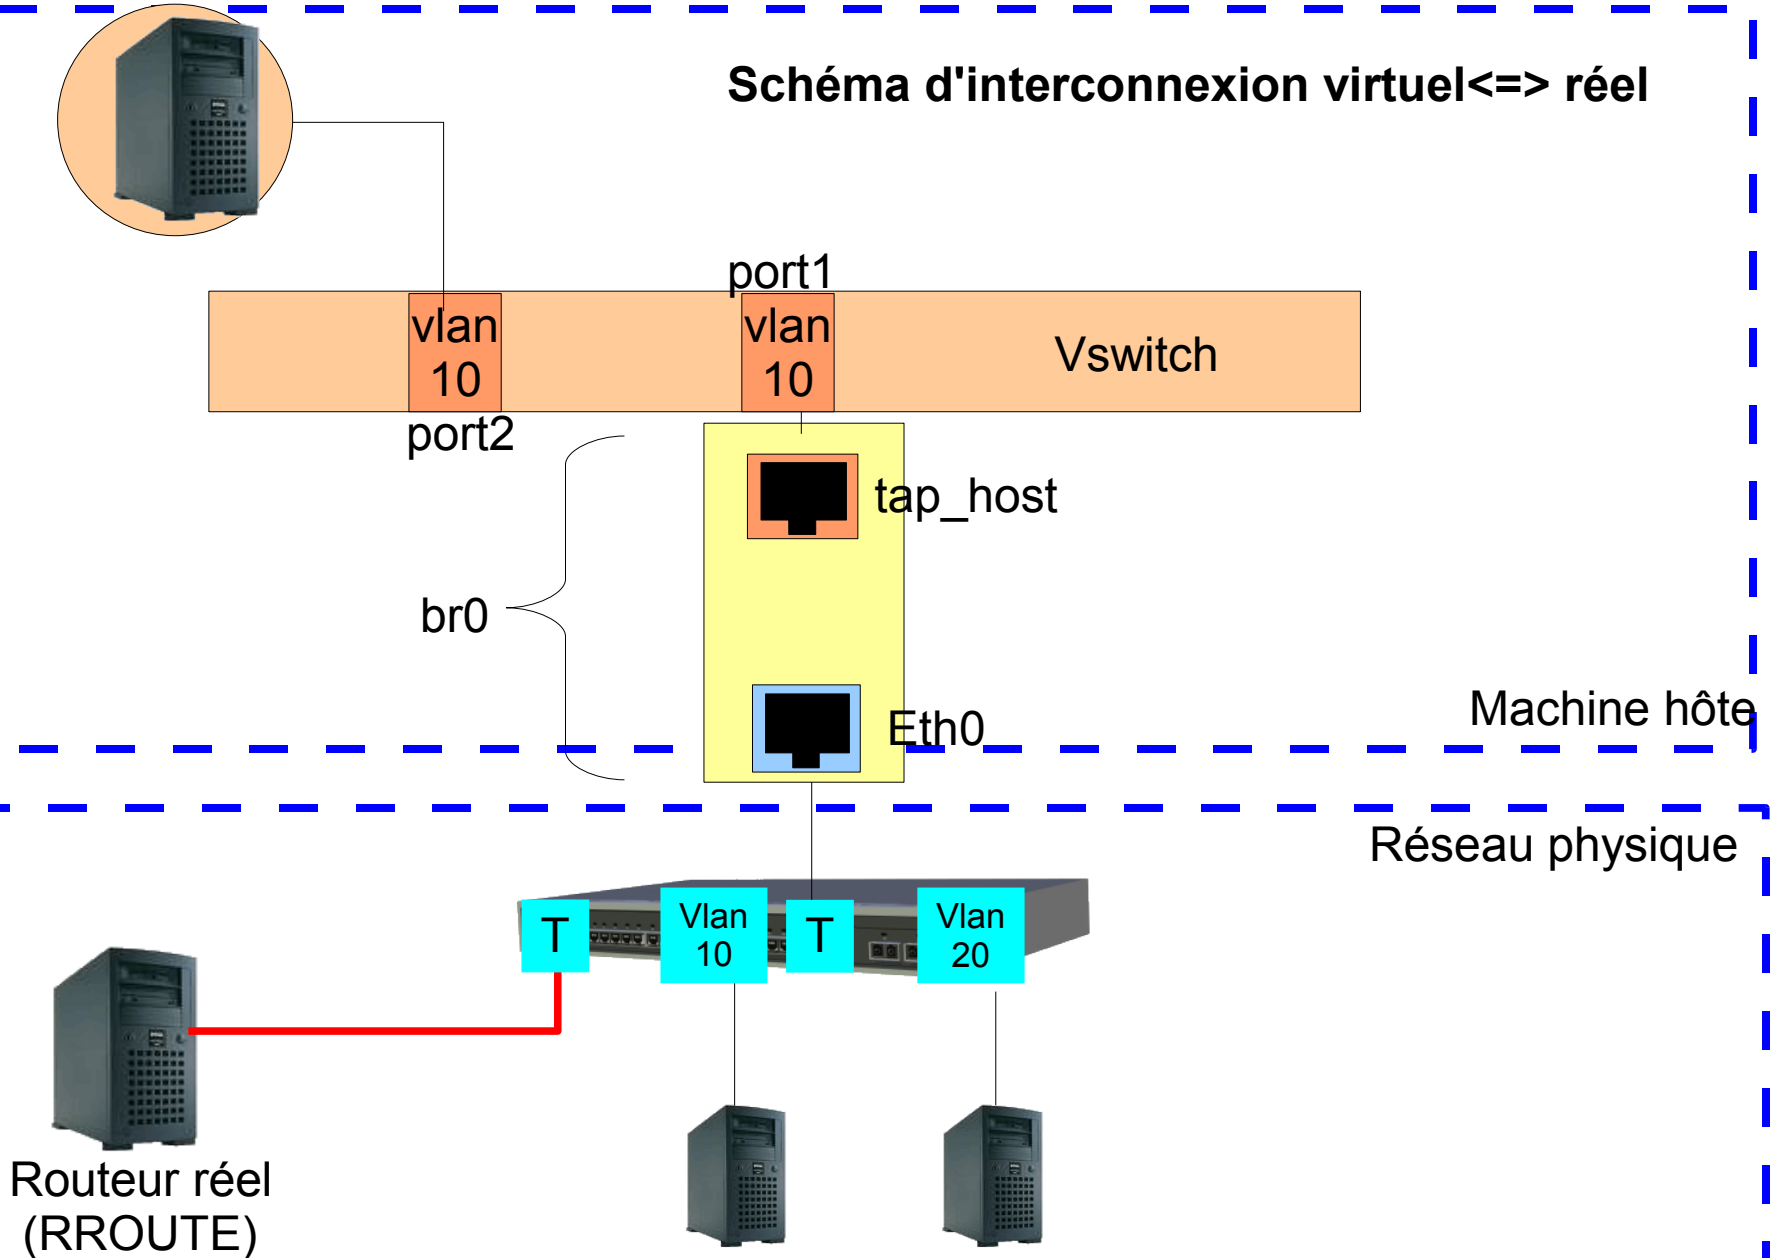 Schéma d'interconnexion virtuel<=> réel
port1
vlan
10
vlan
10
Vswitch
port2
tap_host
br0
Eth0
Machine hôte
Réseau physique
T
Vlan
10
T
Vlan
20
Routeur réel
(RROUTE)